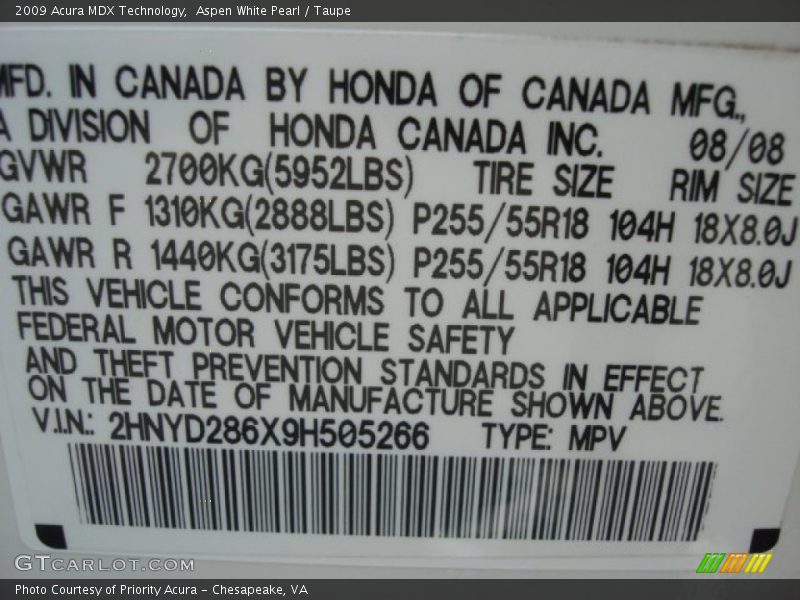 2009 Acura MDX Technology,  Aspen White Pearl / Taupe
MFD. IN CANADA BY HONDA OF CANADA MFG.,
A DIVISION OF HONDA CANADA INC. 08/08
GVWR 2700KG(5952LBS) TIRE SIZE RIM SIZE
GAWR F 1310KG(2888LBS) P255/55R18 104H 18X8.0J
GAWR R 1440KG(3175LBS) P255/55R18 104H 18X8.0J
THIS VEHICLE CONFORMS TO ALL APPLICABLE
FEDERAL MOTOR VEHICLE SAFETY
AND THEFT PREVENTION STANDARDS IN EFFECT
ON THE DATE OF MANUFACTURE SHOWN ABOVE.
V.I.N.: 2HNYD286X9H505266 TYPE: MPV
GTCARLOT.COM
Photo Courtesy of Priority Acura – Chesapeake, VA